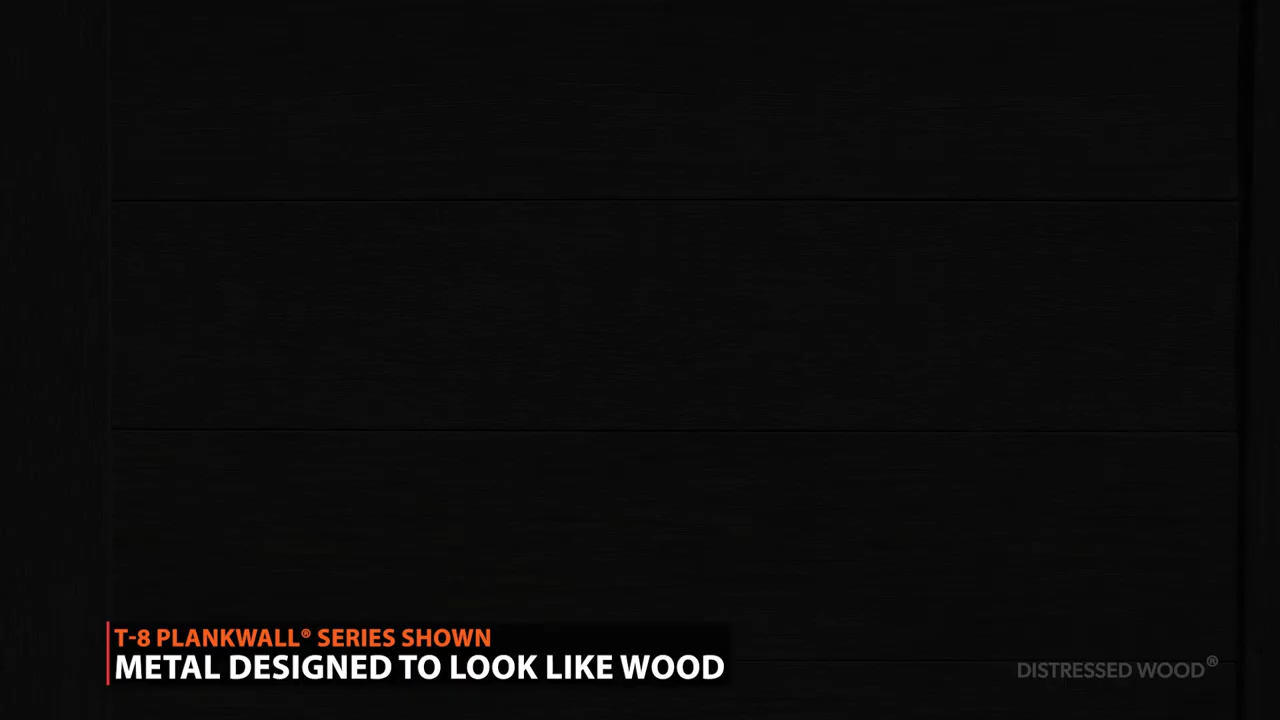 T-8 PLANKWALL® SERIES SHOWN
METAL DESIGNED TO LOOK LIKE WOOD
DISTRESSED WOOD®